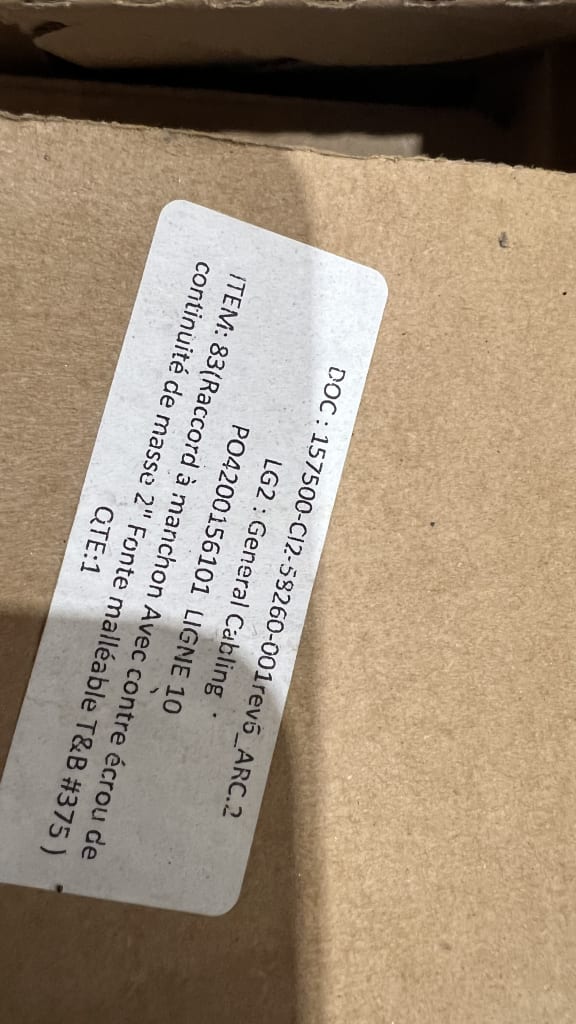 DOC : 157500-CI2-58260-001rev6_ARC.2
LG2 : General Cabling .
PO4200156101 LIGNE 10
ITEM: 83(Raccord à manchon Avec contre écrou de
continuité de masse 2" Fonte malléable T&B #375 )
QTE:1